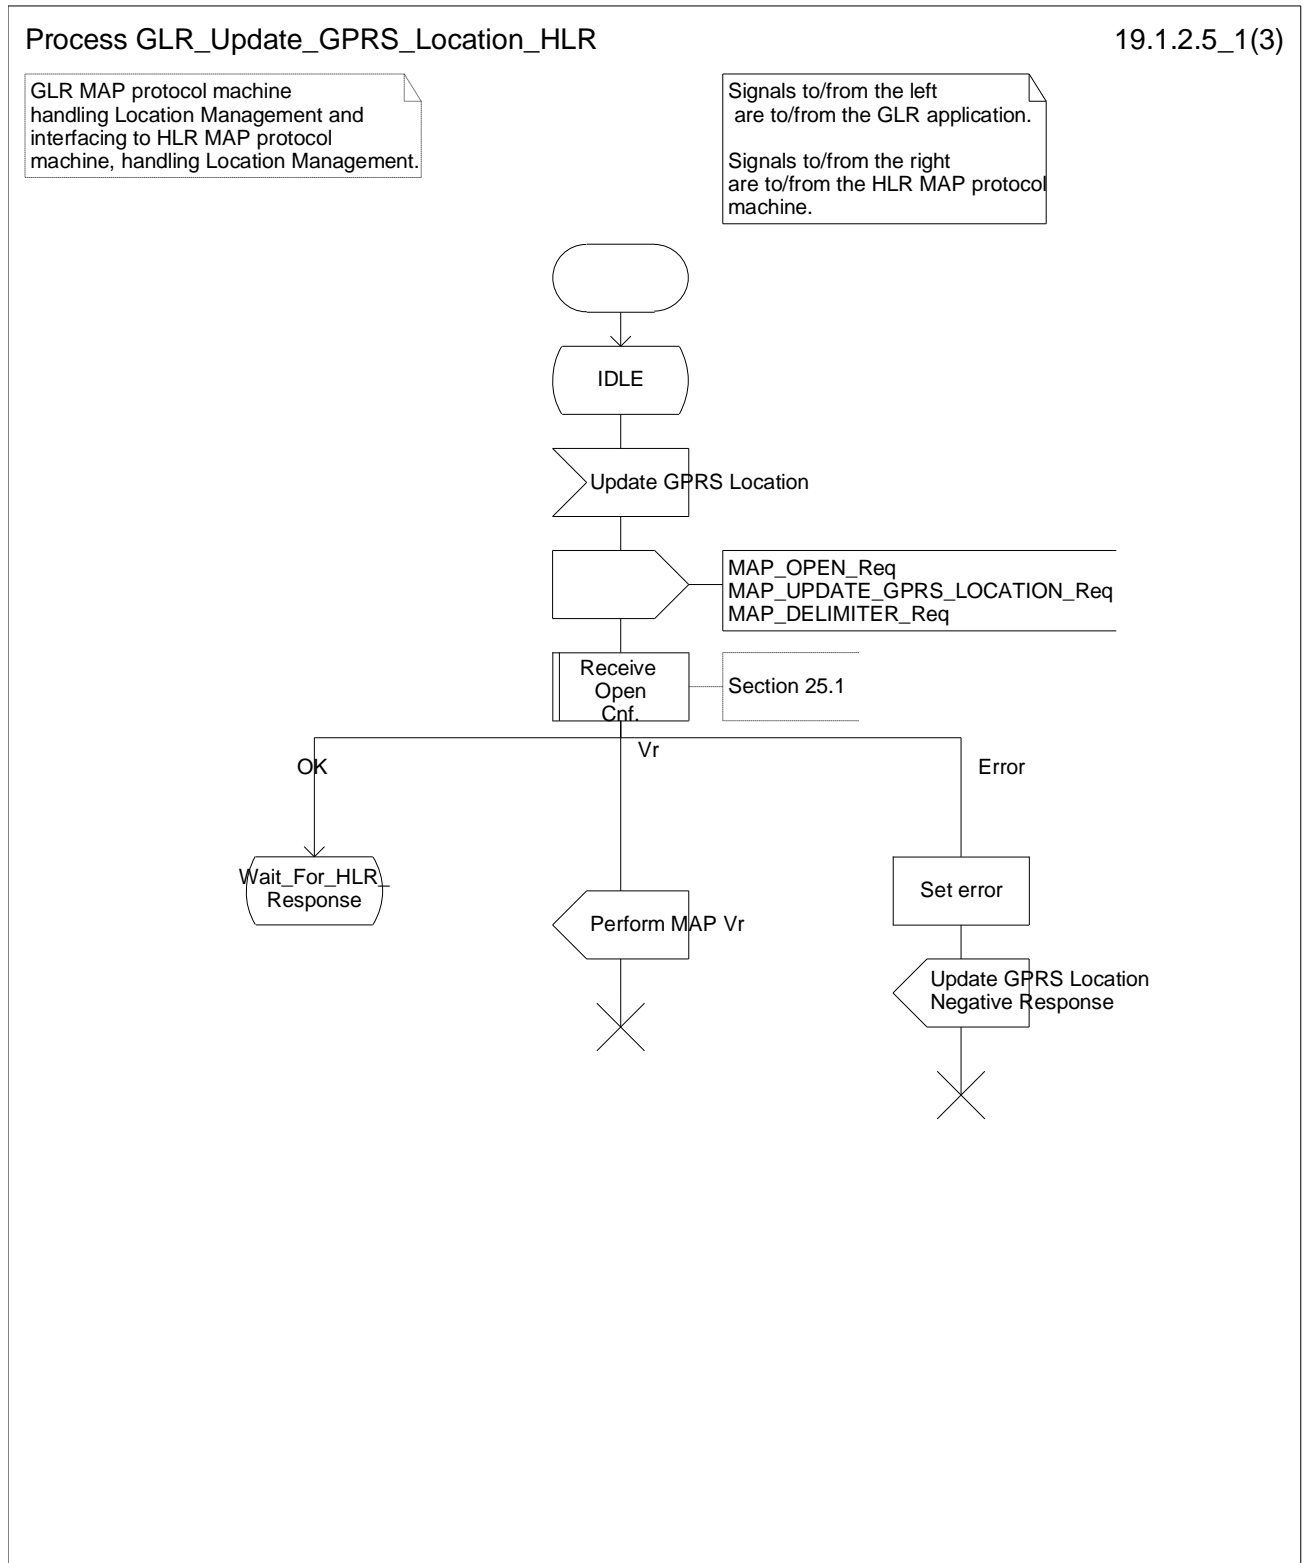 Process GLR_Update_GPRS_Location_HLR
19.1.2.5_1(3)
GLR MAP protocol machine
handling Location Management and
interfacing to HLR MAP protocol
machine, handling Location Management.
Signals to/from the left
are to/from the GLR application.
Signals to/from the right
are to/from the HLR MAP protocol
machine.
IDLE
Update GPRS Location
MAP_OPEN_Req
MAP_UPDATE_GPRS_LOCATION_Req
MAP_DELIMITER_Req
Receive
Open
Cnf.
Section 25.1
OK
Vr
Error
Wait_For_HLR_
Response
Perform MAP Vr
Set error
Update GPRS Location
Negative Response